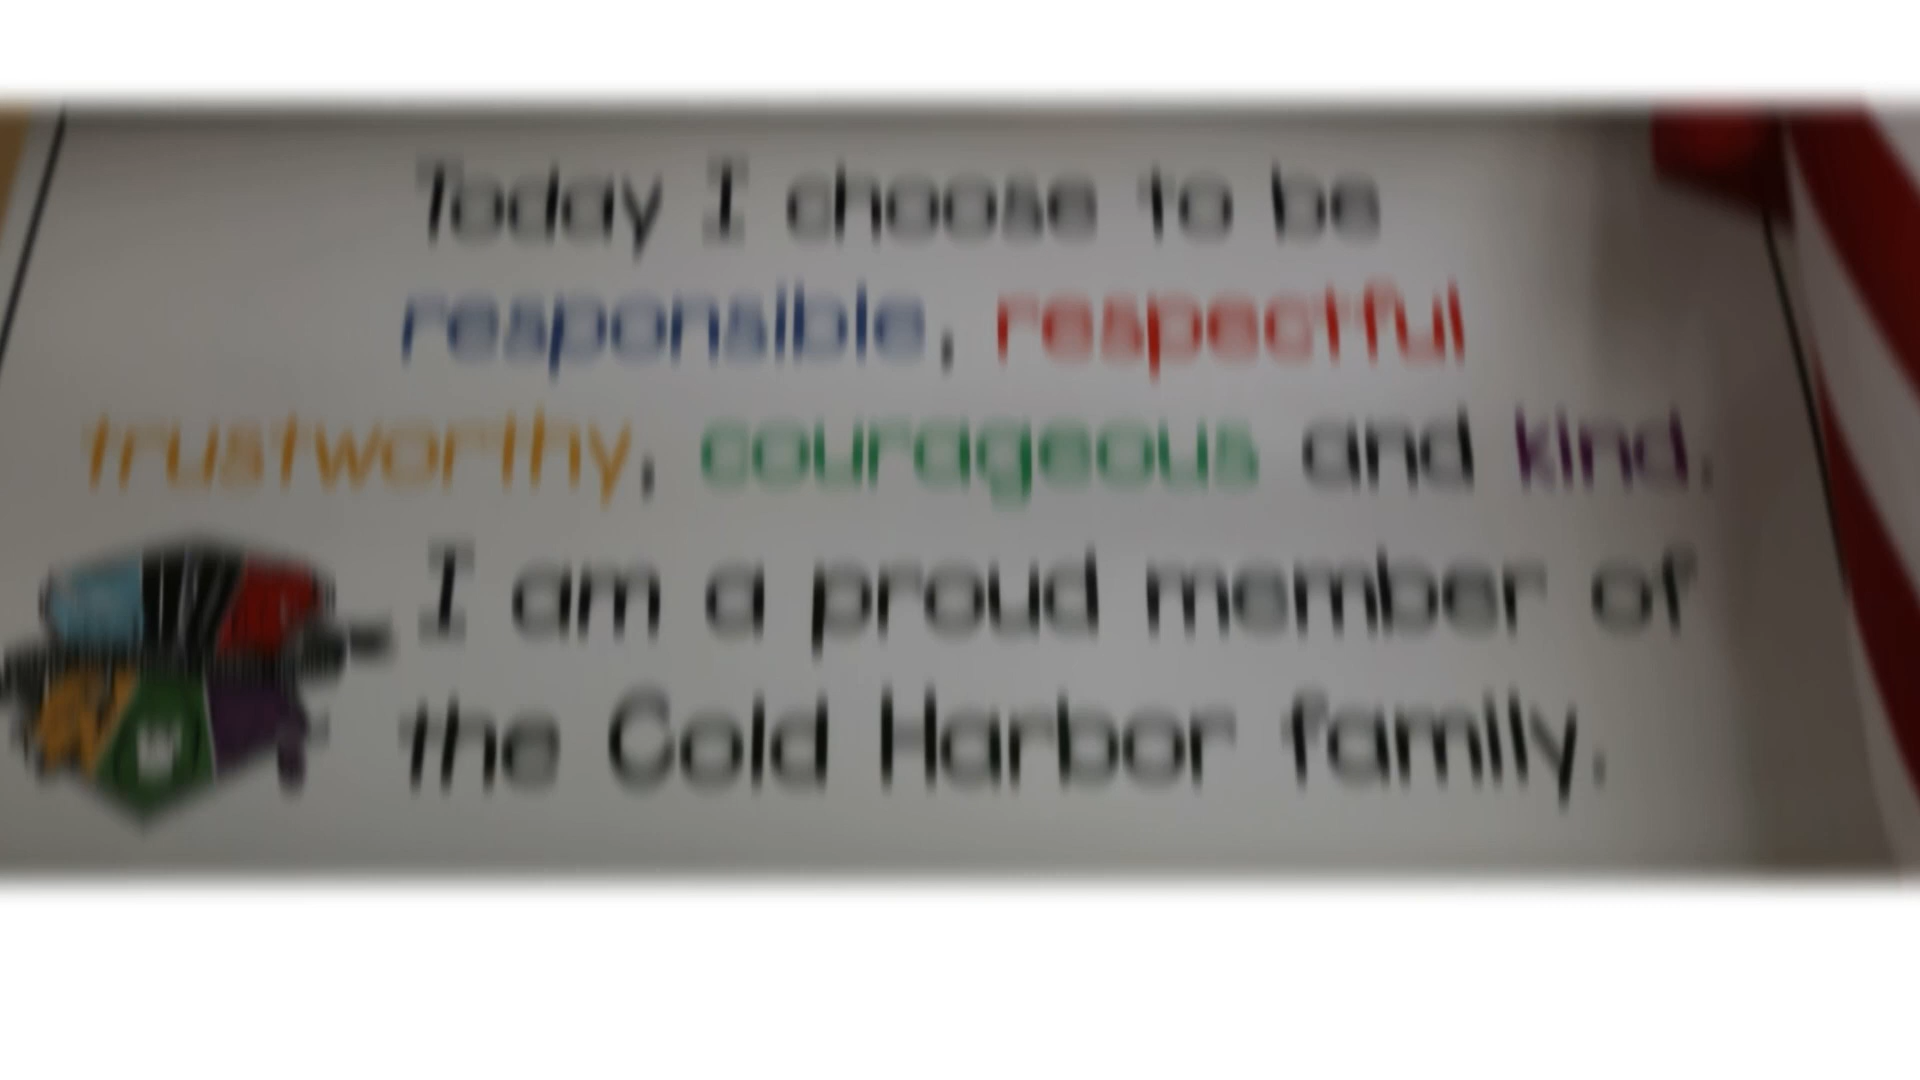 Today I choose to be
responsible, respectful
trustworthy, courageous and kind.
I am a proud member of
the Cold Harbor family.